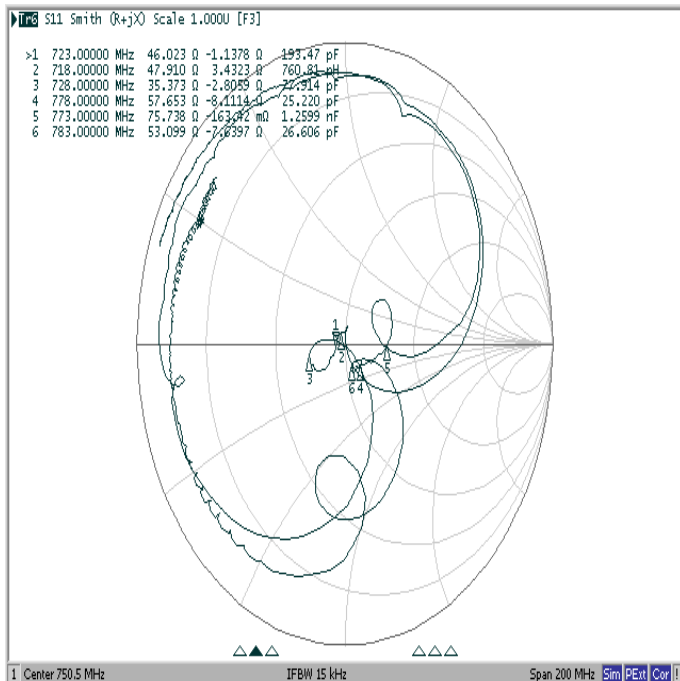 Tr6 S11 Smith (R+jX) Scale 1.000U [F3]
>1 723.00000 MHz 46.023 Ω -1.1378 Ω 193.47 pF
2 718.00000 MHz 47.910 Ω 3.4323 Ω 760.81 pH
3 728.00000 MHz 35.373 Ω -2.8059 Ω 77.914 pF
4 778.00000 MHz 57.653 Ω -8.1114 Ω 25.220 pF
5 773.00000 MHz 75.738 Ω -163.42 mΩ 1.2599 nF
6 783.00000 MHz 53.099 Ω -7.6397 Ω 26.606 pF
1
2
3
5
6 4
1 Center 750.5 MHz IFBW 15 kHz Span 200 MHz Sim PExt Cor !